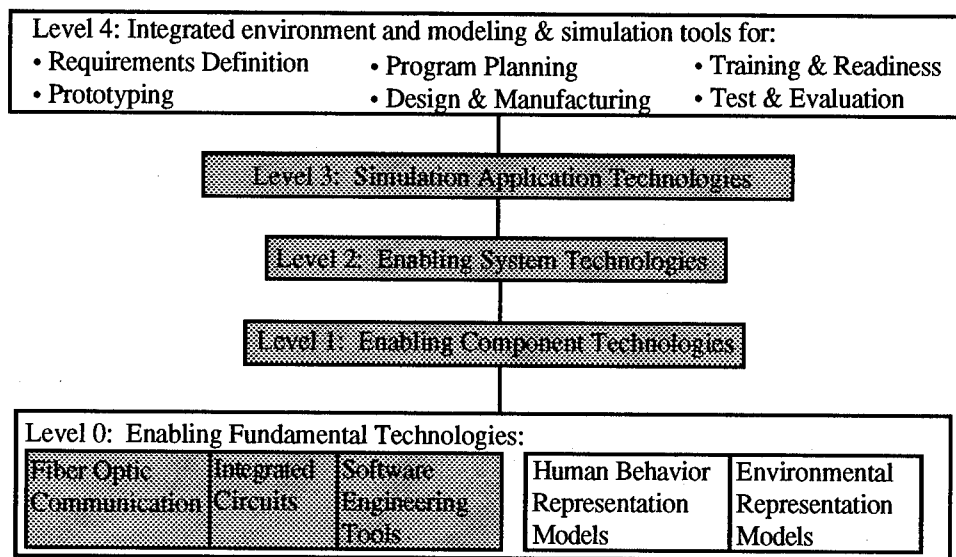 Level 4: Integrated environment and modeling & simulation tools for:
• Requirements Definition • Program Planning • Training & Readiness
• Prototyping • Design & Manufacturing • Test & Evaluation
Level 3: Simulation Application Technologies
Level 2: Enabling System Technologies
Level 1: Enabling Component Technologies
Level 0: Enabling Fundamental Technologies:
Fiber Optic
Communication
Integrated
Circuits
Software
Engineering
Tools
Human Behavior
Representation
Models
Environmental
Representation
Models